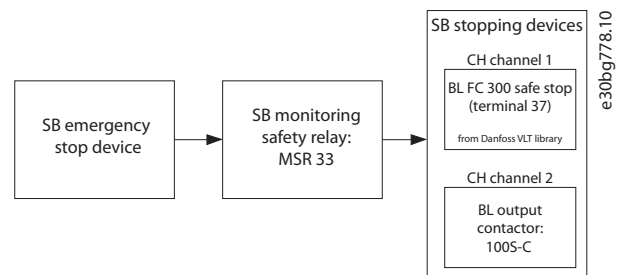 SB emergency
stop device
SB monitoring
safety relay:
MSR 33
SB stopping devices
CH channel 1
BL FC 300 safe stop
(terminal 37)
from Danfoss VLT library
CH channel 2
BL output
contactor:
100S-C
e30bg778.10